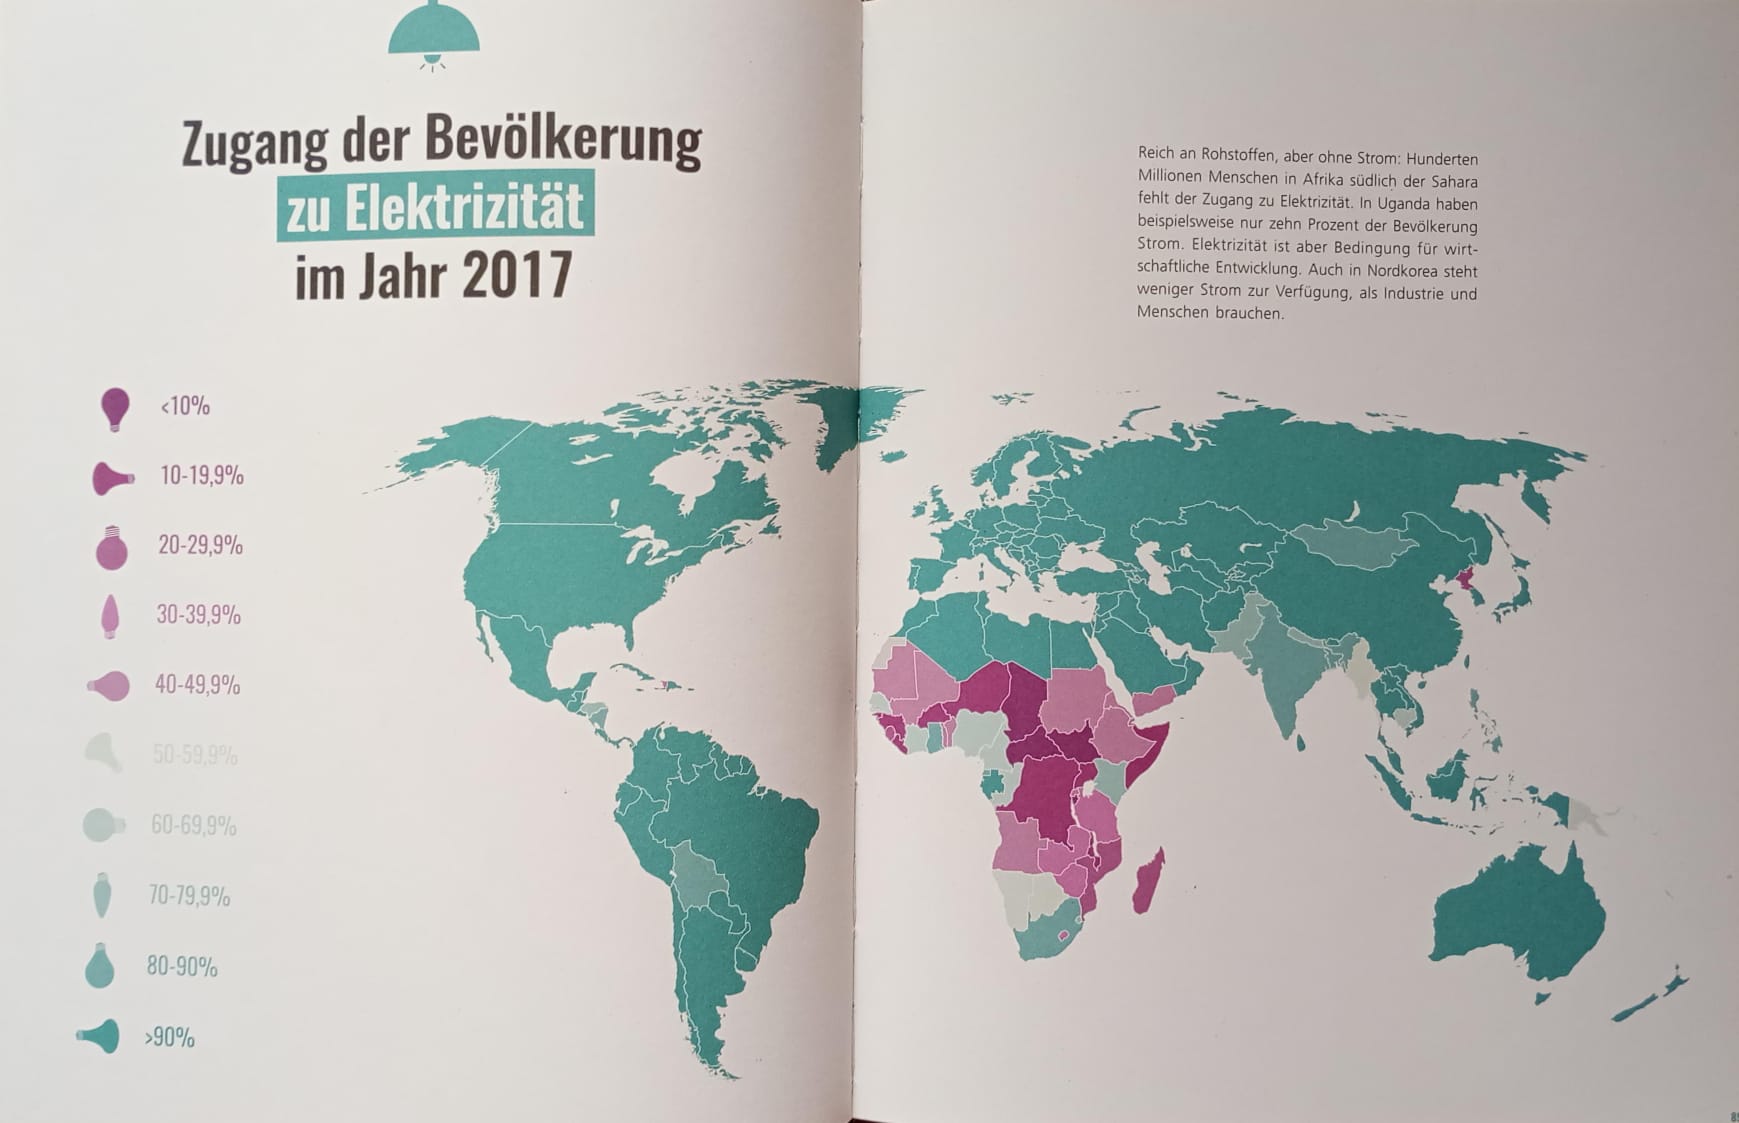 Zugang der Bevölkerung
zu Elektrizität
im Jahr 2017
Reich an Rohstoffen, aber ohne Strom: Hunderten
Millionen Menschen in Afrika südlich der Sahara
fehlt der Zugang zu Elektrizität. In Uganda haben
beispielsweise nur zehn Prozent der Bevölkerung
Strom. Elektrizität ist aber Bedingung für wirt-
schaftliche Entwicklung. Auch in Nordkorea steht
weniger Strom zur Verfügung, als Industrie und
Menschen brauchen.
<10%
10-19,9%
20-29,9%
30-39,9%
40-49,9%
50-59,9%
60-69,9%
70-79,9%
80-90%
>90%